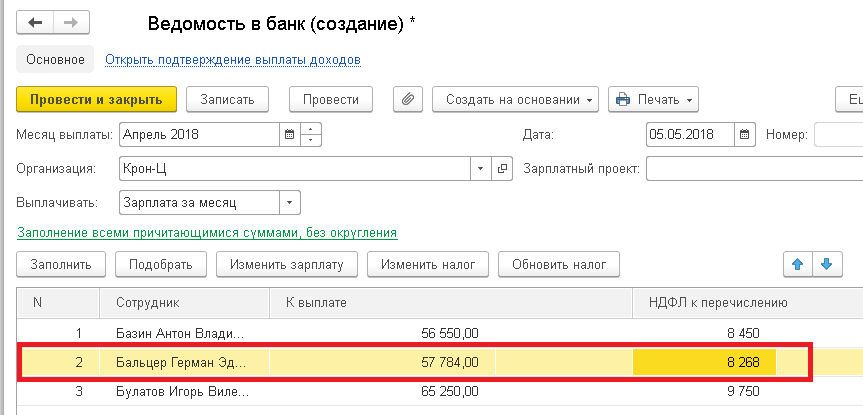 Ведомость в банк (создание) *
Основное Открыть подтверждение выплаты доходов
Провести и закрыть Записать Провести Создать на основании Печать
Месяц выплаты: Апрель 2018 Дата: 05.05.2018 Номер:
Организация: Крон-Ц Зарплатный проект:
Выплачивать: Зарплата за месяц
Заполнение всеми причитающимися суммами, без округления
Заполнить Подобрать Изменить зарплату Изменить налог Обновить налог
N Сотрудник К выплате НДФЛ к перечислению
1 Базин Антон Влади... 56 550,00 8 450
2 Бальцер Герман Эд... 57 784,00 8 268
3 Булатов Игорь Виле... 65 250,00 9 750